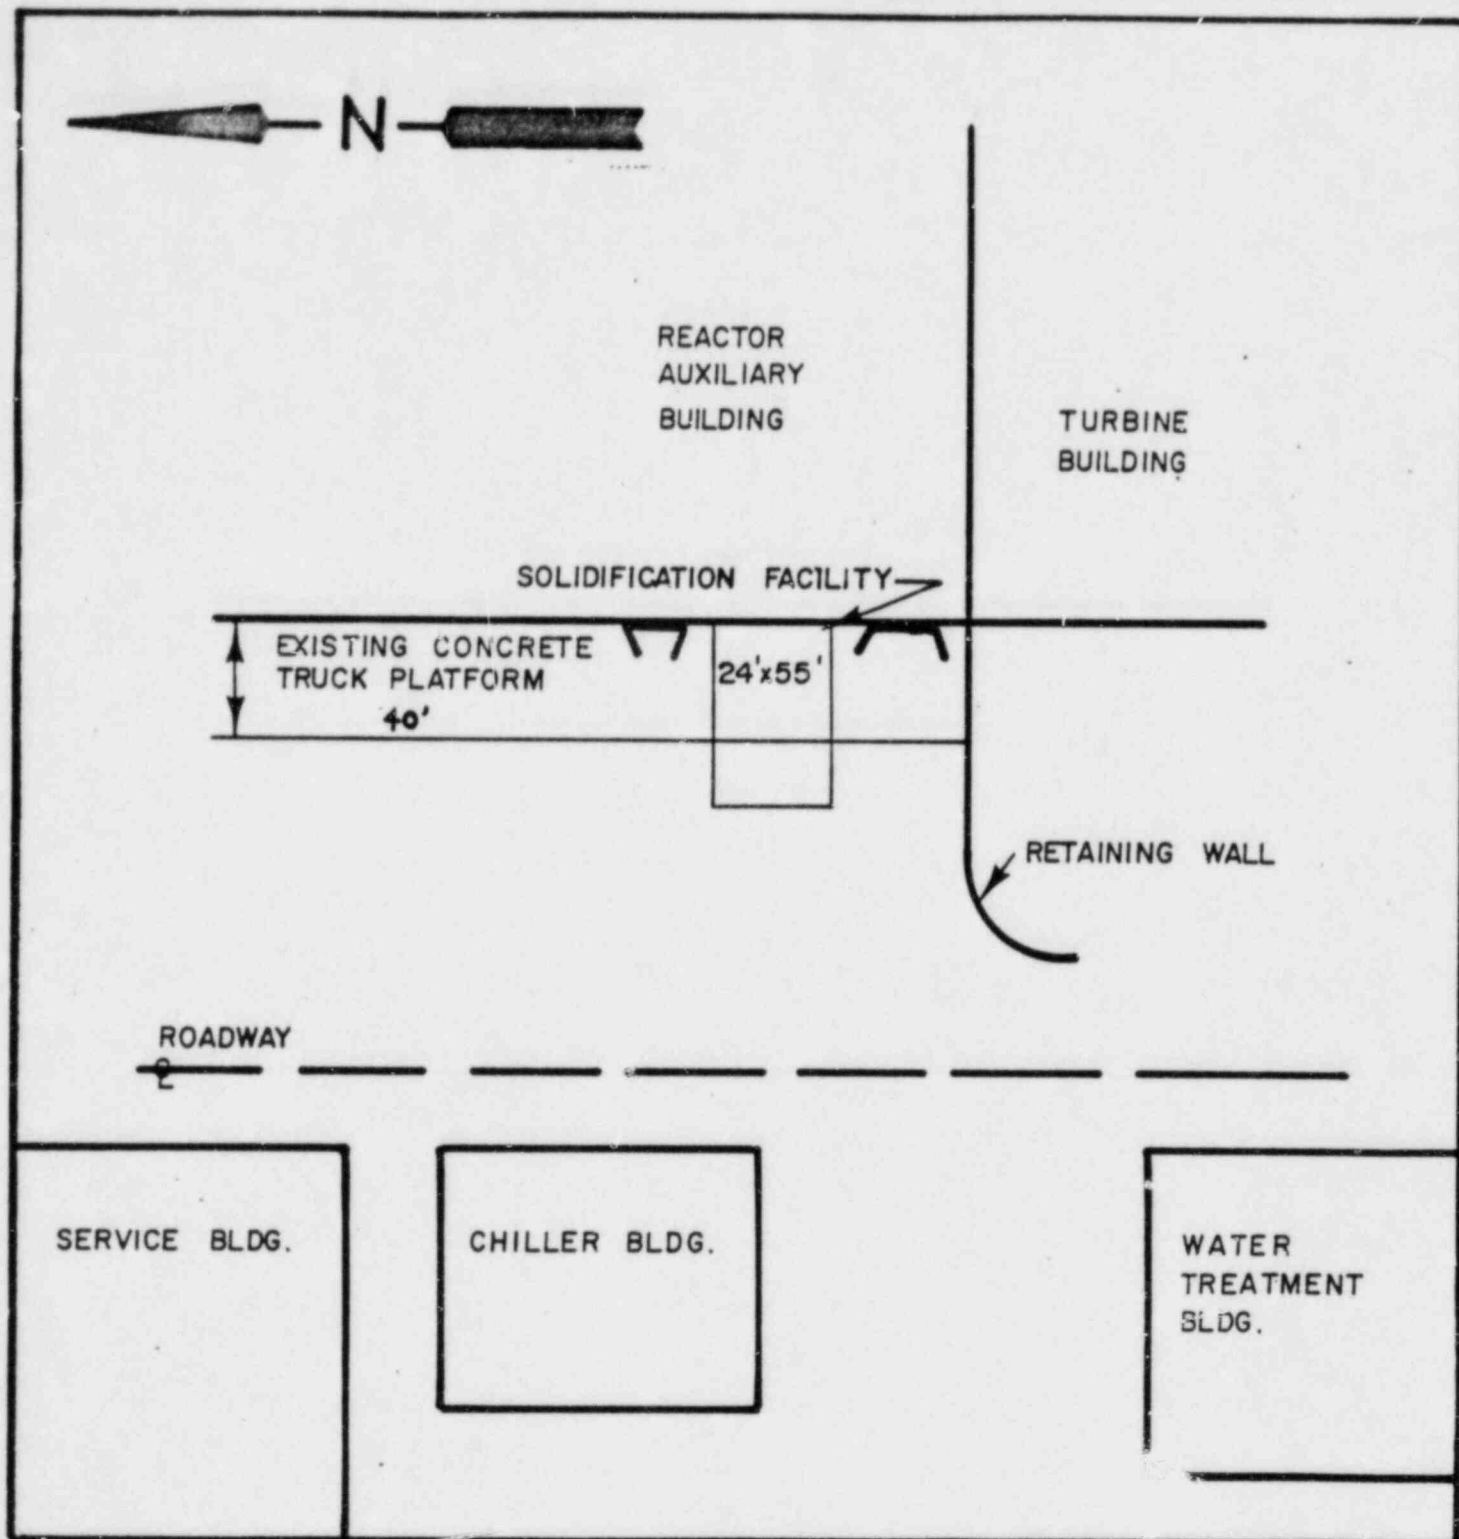 N
REACTOR
AUXILIARY
BUILDING
TURBINE
BUILDING
SOLIDIFICATION FACILITY
EXISTING CONCRETE
TRUCK PLATFORM
40'
24'x55'
RETAINING WALL
ROADWAY
℄
SERVICE BLDG.
CHILLER BLDG.
WATER
TREATMENT
BLDG.